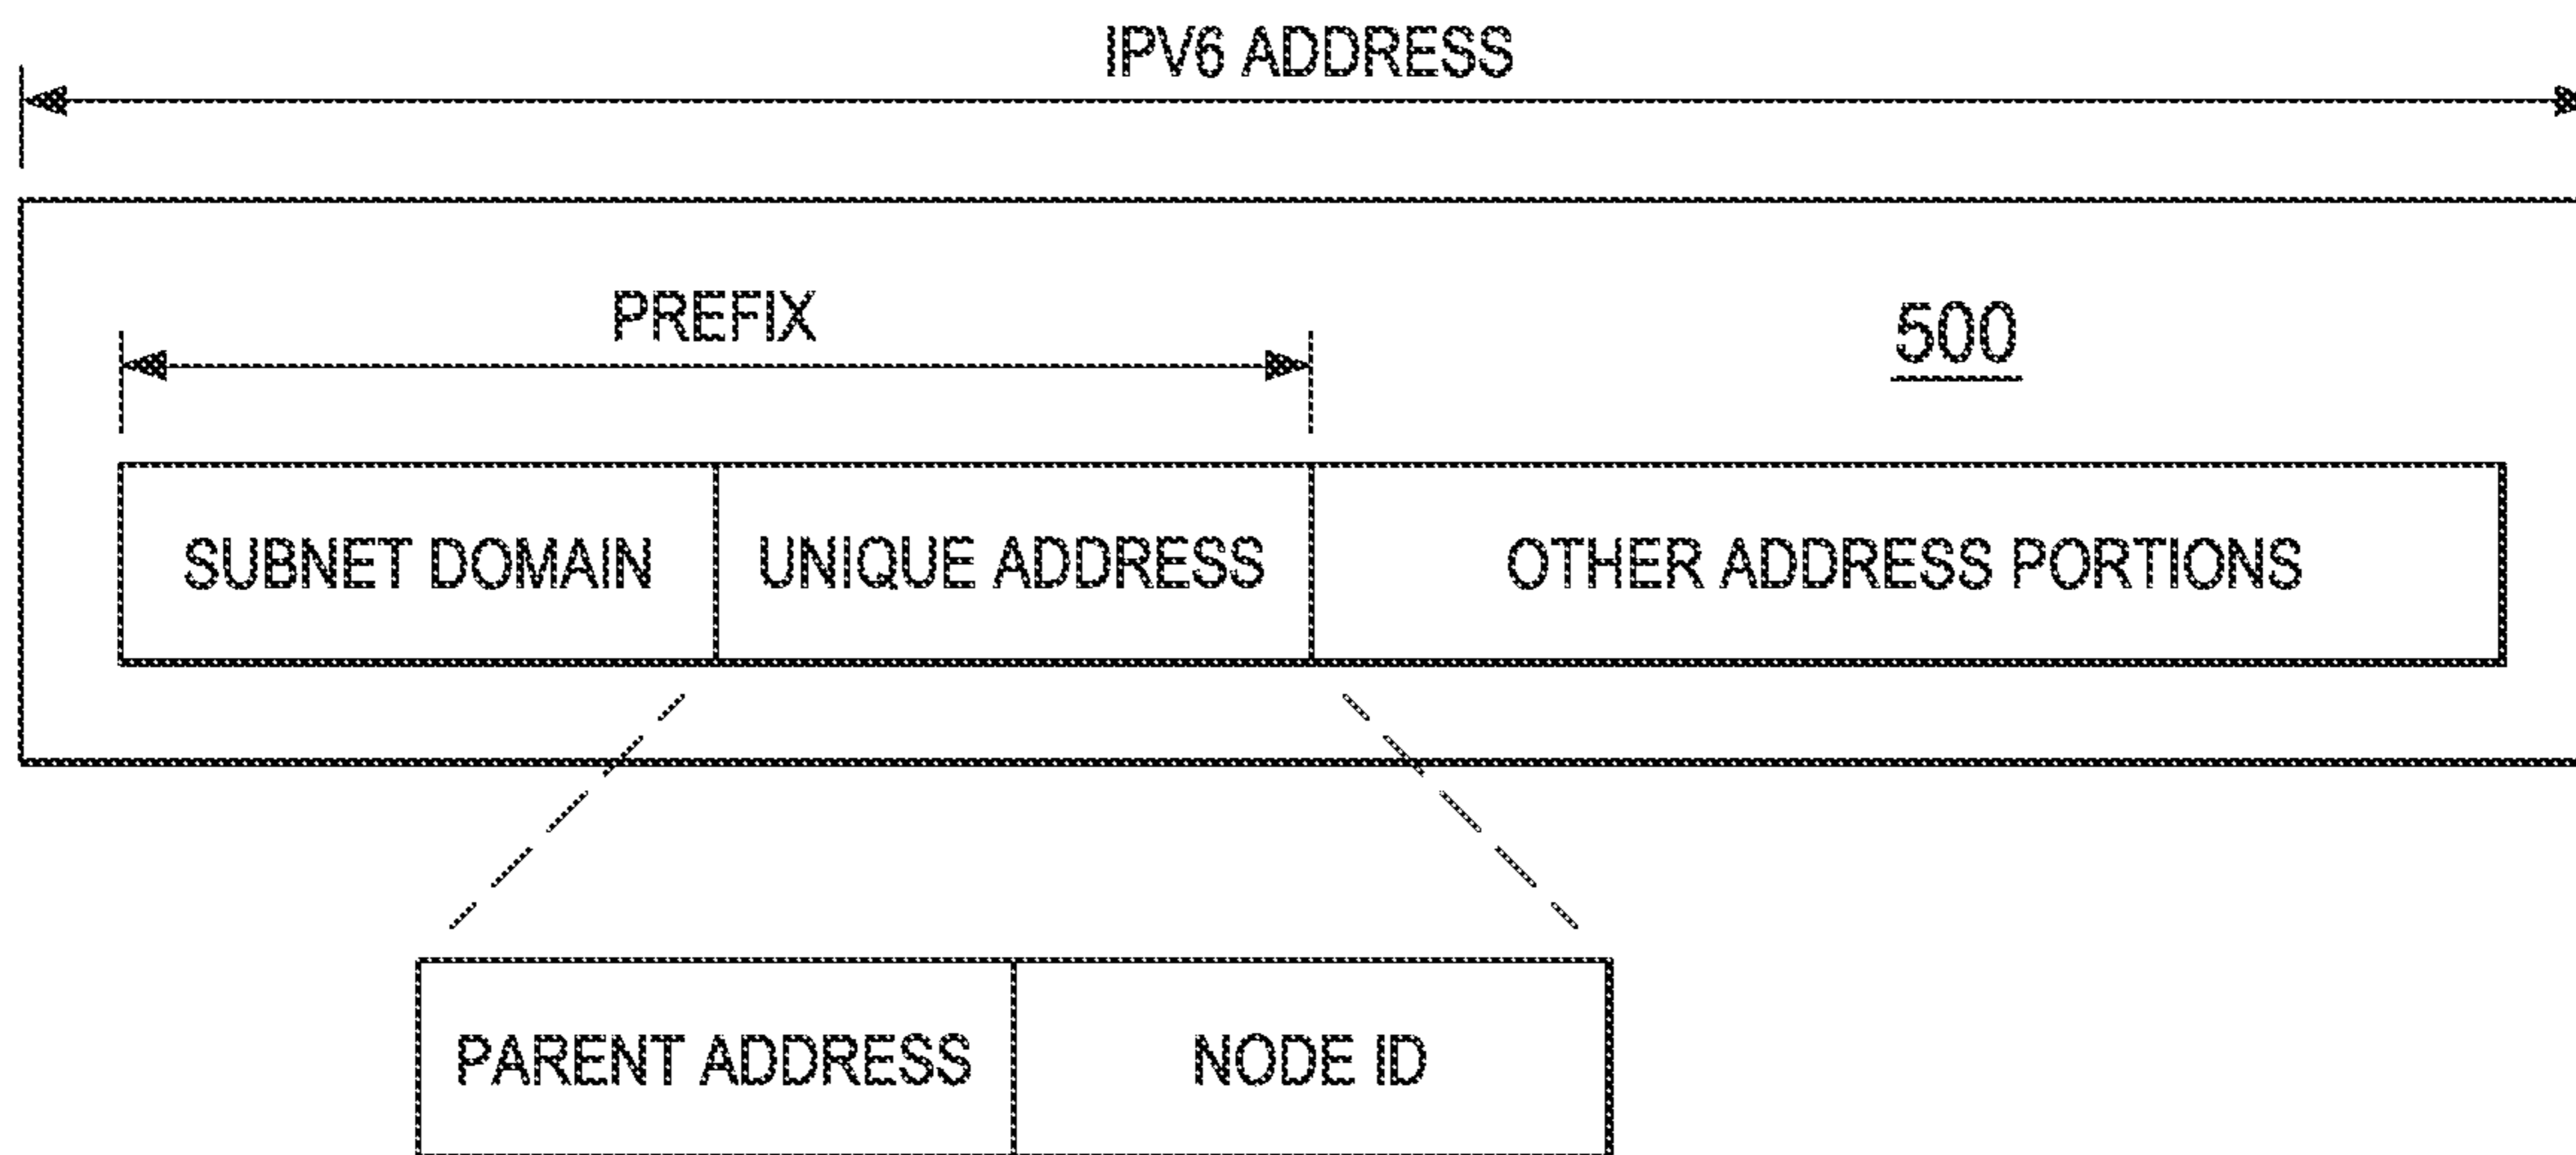 IPV6 ADDRESS
PREFIX
500
SUBNET DOMAIN
UNIQUE ADDRESS
OTHER ADDRESS PORTIONS
PARENT ADDRESS
NODE ID